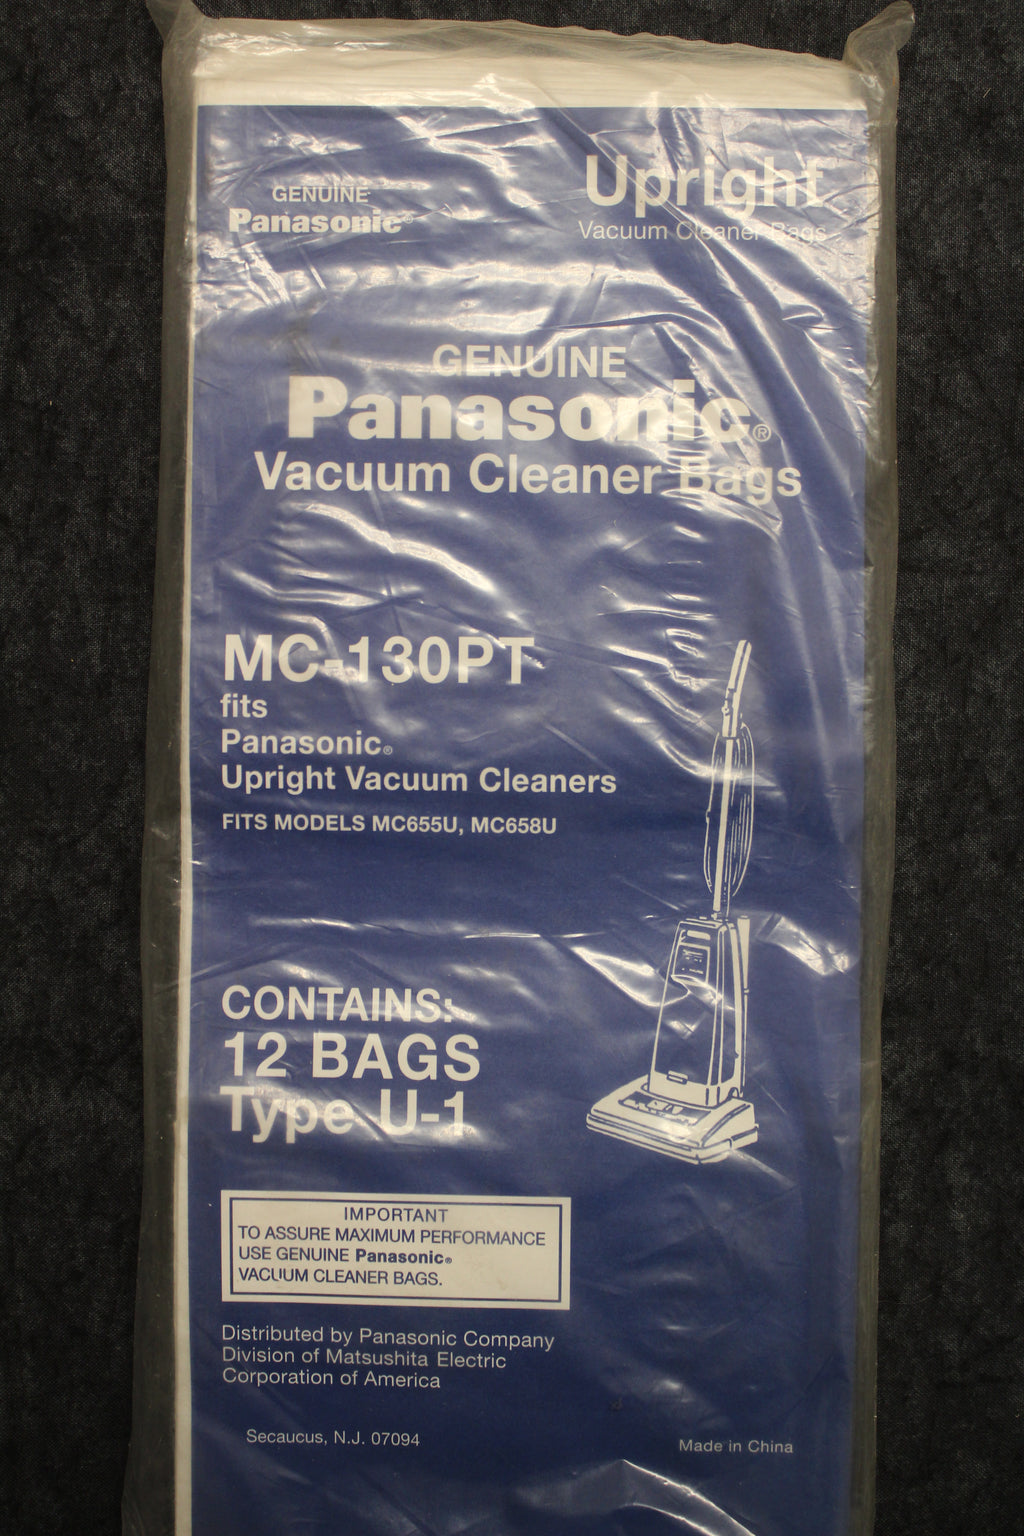 GENUINE
Panasonic®
Upright
Vacuum Cleaner Bags
GENUINE
Panasonic®
Vacuum Cleaner Bags
MC-130PT
fits
Panasonic®
Upright Vacuum Cleaners
FITS MODELS MC655U, MC658U
CONTAINS:
12 BAGS
Type U-1
IMPORTANT
TO ASSURE MAXIMUM PERFORMANCE
USE GENUINE Panasonic®
VACUUM CLEANER BAGS.
Distributed by Panasonic Company
Division of Matsushita Electric
Corporation of America
Secaucus, N.J. 07094
Made in China